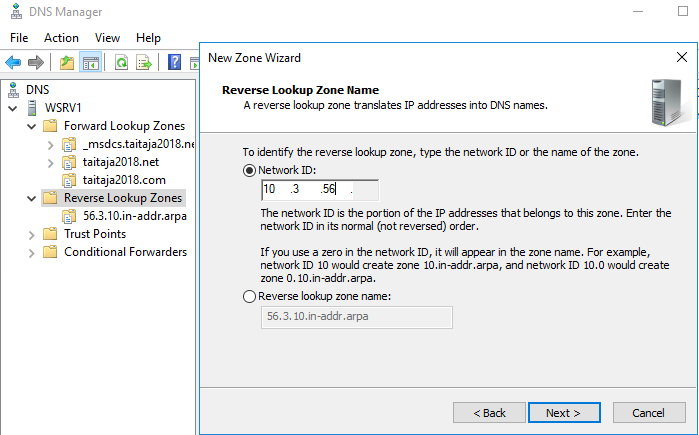 DNS Manager
File Action View Help
DNS
WSRV1
Forward Lookup Zones
_msdcs.taitaja2018.ne
taitaja2018.net
taitaja2018.com
Reverse Lookup Zones
56.3.10.in-addr.arpa
Trust Points
Conditional Forwarders
New Zone Wizard
Reverse Lookup Zone Name
A reverse lookup zone translates IP addresses into DNS names.
To identify the reverse lookup zone, type the network ID or the name of the zone.
Network ID:
10 .3 .56 .
The network ID is the portion of the IP addresses that belongs to this zone. Enter the
network ID in its normal (not reversed) order.
If you use a zero in the network ID, it will appear in the zone name. For example,
network ID 10 would create zone 10.in-addr.arpa, and network ID 10.0 would create
zone 0.10.in-addr.arpa.
Reverse lookup zone name:
56.3.10.in-addr.arpa
< Back Next > Cancel